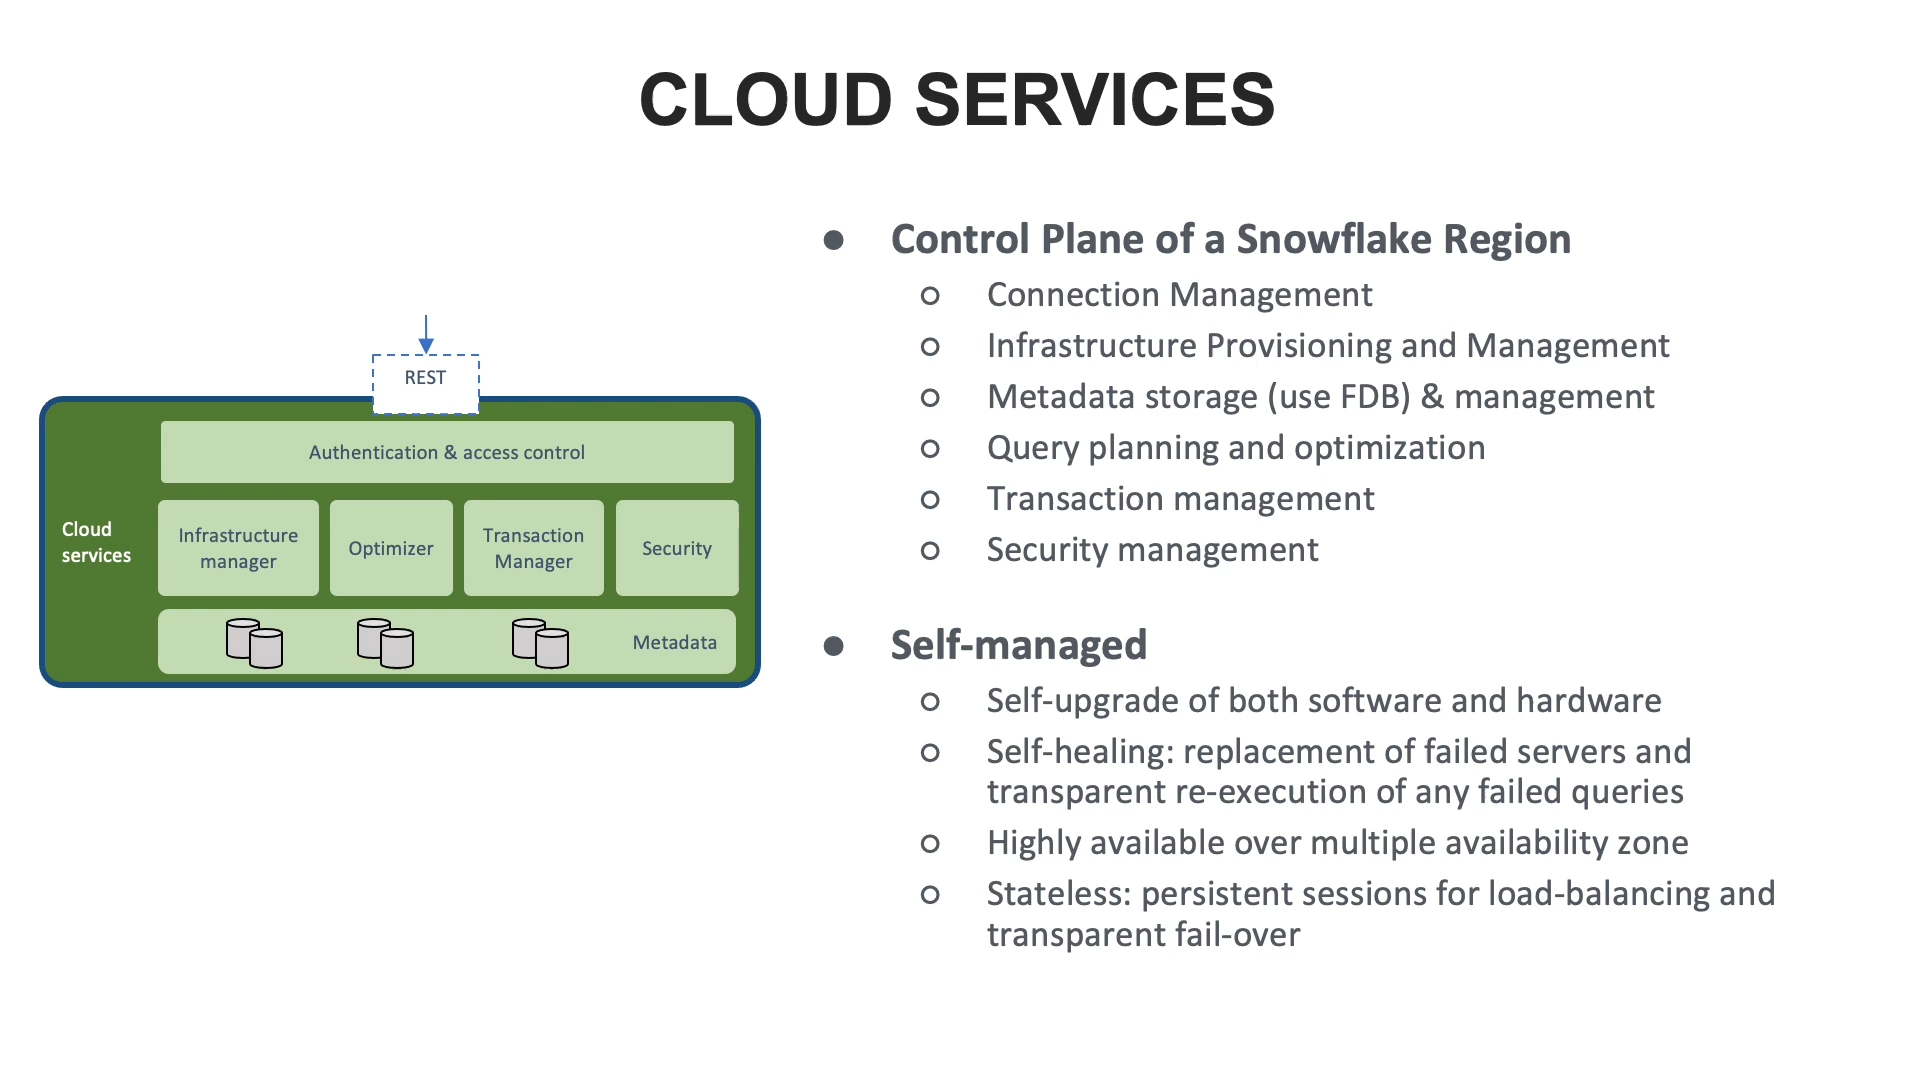 CLOUD SERVICES
REST
Authentication & access control
Cloud
services
Infrastructure
manager
Optimizer
Transaction
Manager
Security
Metadata
● Control Plane of a Snowflake Region
○ Connection Management
○ Infrastructure Provisioning and Management
○ Metadata storage (use FDB) & management
○ Query planning and optimization
○ Transaction management
○ Security management
● Self-managed
○ Self-upgrade of both software and hardware
○ Self-healing: replacement of failed servers and
transparent re-execution of any failed queries
○ Highly available over multiple availability zone
○ Stateless: persistent sessions for load-balancing and
transparent fail-over